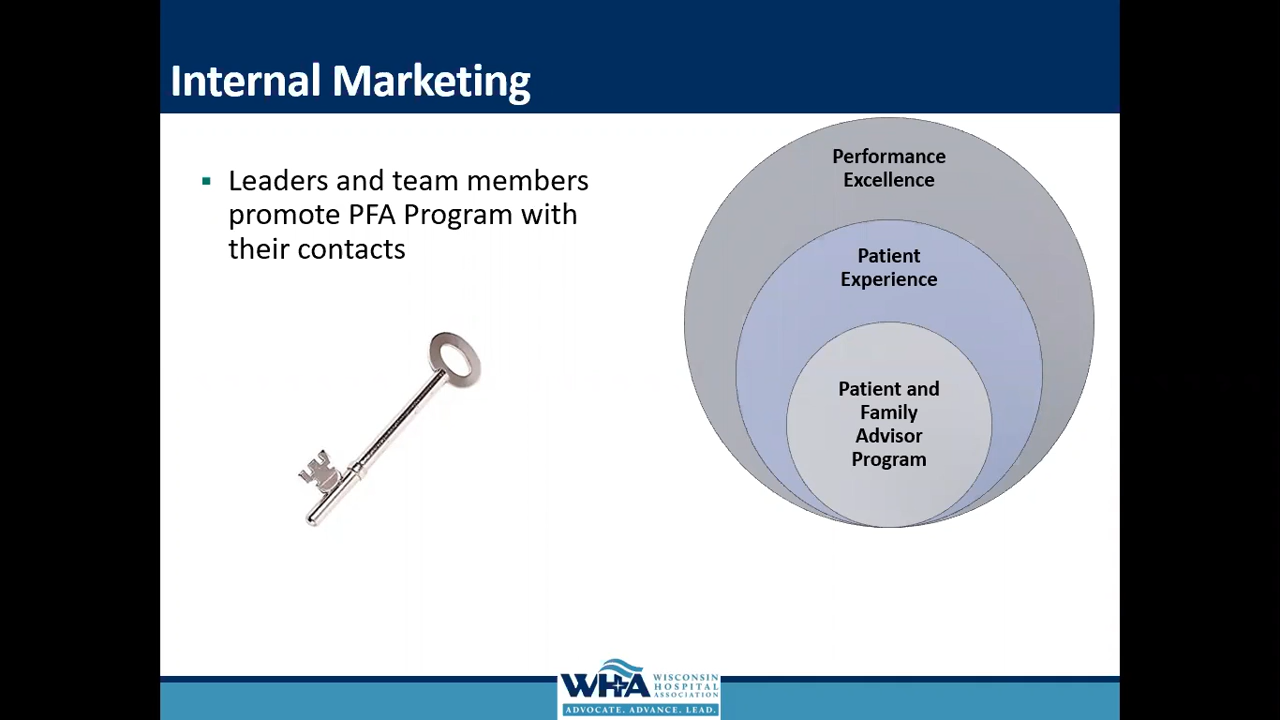 Internal Marketing
Leaders and team members
promote PFA Program with
their contacts
Performance
Excellence
Patient
Experience
Patient and
Family
Advisor
Program
WHA
WISCONSIN
HOSPITAL
ASSOCIATION
ADVOCATE. ADVANCE. LEAD.